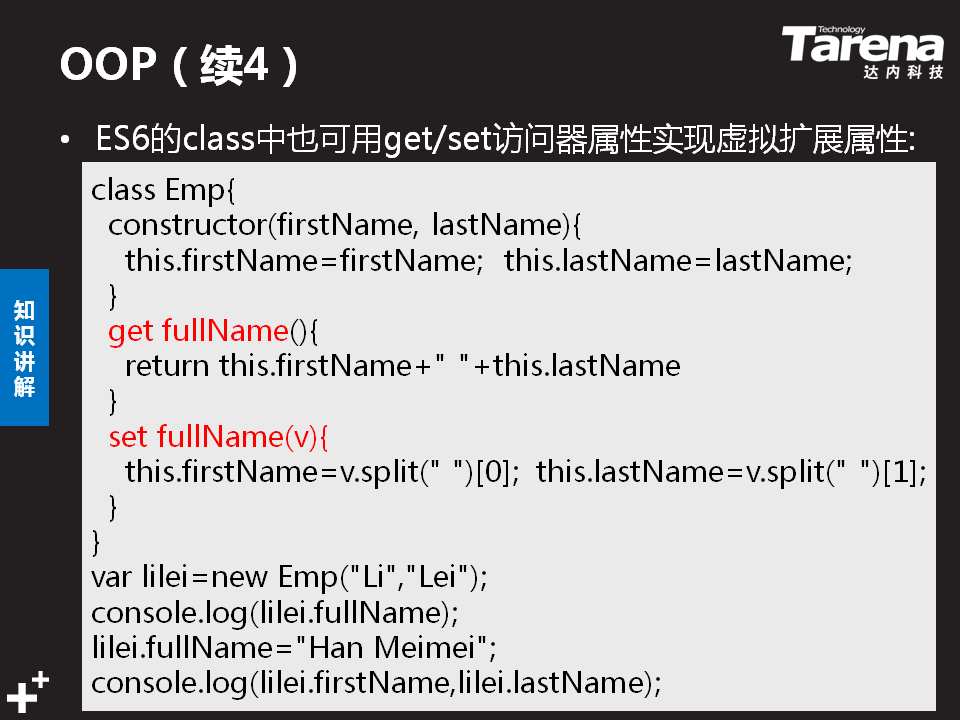 OOP（续4）
Technology
Tarena
达内科技
• ES6的class中也可用get/set访问器属性实现虚拟扩展属性:
知识讲解
class Emp{
  constructor(firstName, lastName){
    this.firstName=firstName;  this.lastName=lastName;
  }
  get fullName(){
    return this.firstName+" "+this.lastName
  }
  set fullName(v){
    this.firstName=v.split(" ")[0];  this.lastName=v.split(" ")[1];
  }
}
var lilei=new Emp("Li","Lei");
console.log(lilei.fullName);
lilei.fullName="Han Meimei";
console.log(lilei.firstName,lilei.lastName);